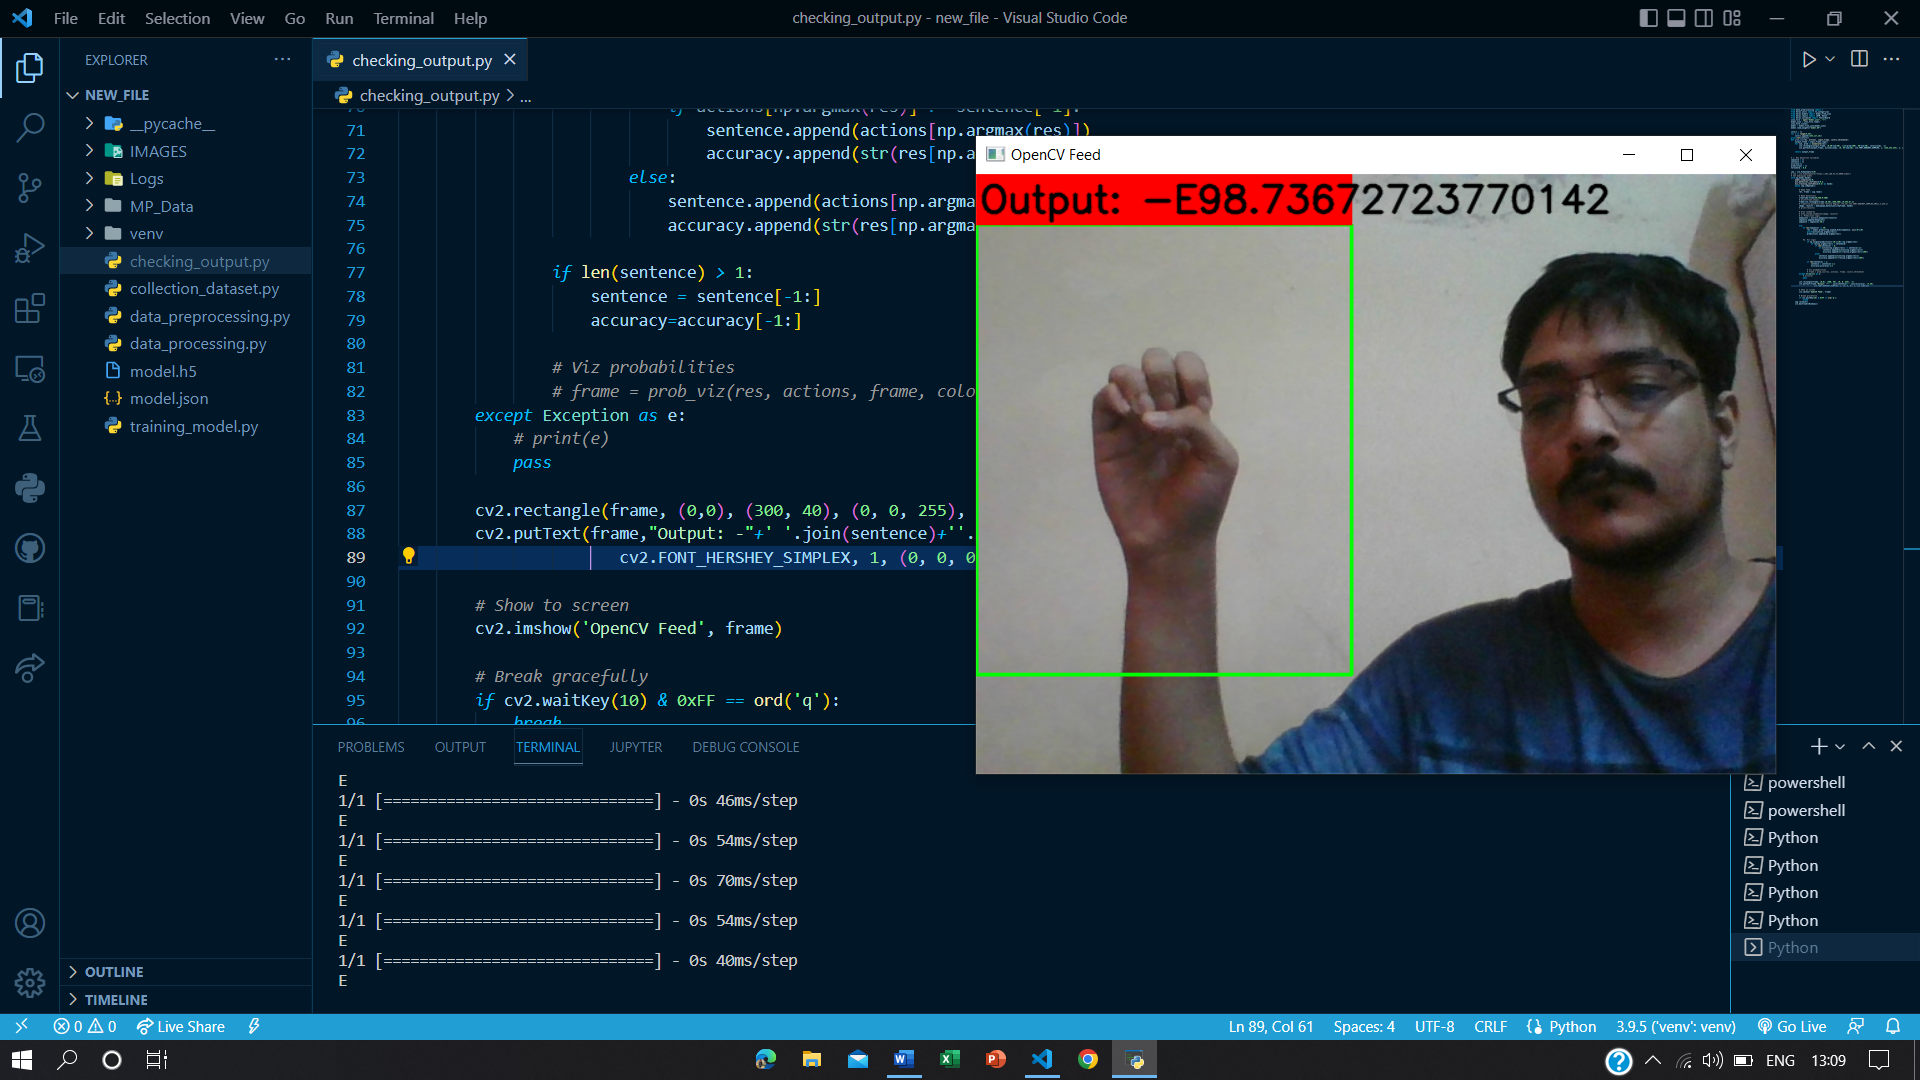 File Edit Selection View Go Run Terminal Help
checking_output.py - new_file - Visual Studio Code
EXPLORER
NEW_FILE
__pycache__
IMAGES
Logs
MP_Data
venv
checking_output.py
collection_dataset.py
data_preprocessing.py
data_processing.py
model.h5
model.json
training_model.py
OUTLINE
TIMELINE
checking_output.py
checking_output.py > ...
71 sentence.append(actions[np.argmax(res)])
72 accuracy.append(str(res[np.a
73 else:
74 sentence.append(actions[np.argma
75 accuracy.append(str(res[np.argma
76
77 if len(sentence) > 1:
78 sentence = sentence[-1:]
79 accuracy=accuracy[-1:]
80
81 # Viz probabilities
82 # frame = prob_viz(res, actions, frame, colo
83 except Exception as e:
84 # print(e)
85 pass
86
87 cv2.rectangle(frame, (0,0), (300, 40), (0, 0, 255),
88 cv2.putText(frame,"Output: -"+' '.join(sentence)+''.
89 cv2.FONT_HERSHEY_SIMPLEX, 1, (0, 0, 0
90
91 # Show to screen
92 cv2.imshow('OpenCV Feed', frame)
93
94 # Break gracefully
95 if cv2.waitKey(10) & 0xFF == ord('q'):
96 break
OpenCV Feed
Output: -E98.73672723770142
PROBLEMS OUTPUT TERMINAL JUPYTER DEBUG CONSOLE
E
1/1 [==============================] - 0s 46ms/step
E
1/1 [==============================] - 0s 54ms/step
E
1/1 [==============================] - 0s 70ms/step
E
1/1 [==============================] - 0s 54ms/step
E
1/1 [==============================] - 0s 40ms/step
E
powershell
powershell
Python
Python
Python
Python
Python
0 0 Live Share
Ln 89, Col 61 Spaces: 4 UTF-8 CRLF Python 3.9.5 ('venv': venv) Go Live
ENG 13:09